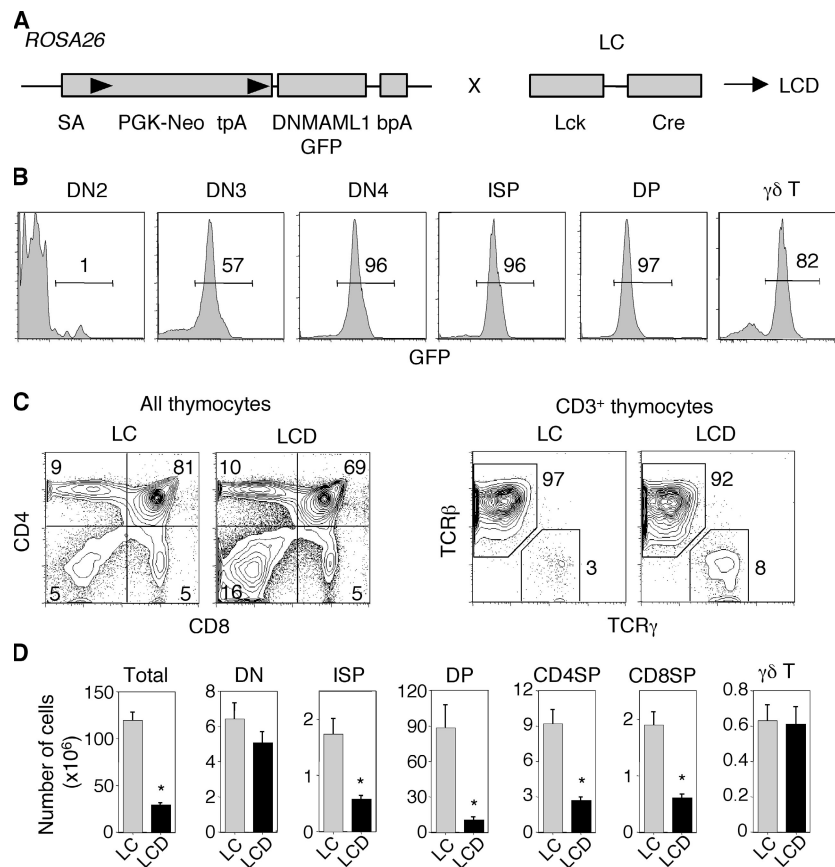 A
ROSA26
LC
X
LCD
SA PGK-Neo tpA DNMAML1 bpA
GFP
Lck Cre
B
DN2 DN3 DN4 ISP DP γδ T
1 57 96 96 97 82
GFP
C
All thymocytes CD3+ thymocytes
LC LCD LC LCD
9 81 10 69 97 92
CD4
TCRβ
5 5 16 5 3 8
CD8 TCRγ
D
Total DN ISP DP CD4SP CD8SP γδ T
Number of cells
(x10⁶)
150 8 2 120 12 2 0.8
120 6 90 9 0.6
90 4 1 60 6 1 0.4
60 2 30 3 0.2
30
0 0 0 0 0 0 0
* * * * *
LC LCD LC LCD LC LCD LC LCD LC LCD LC LCD LC LCD